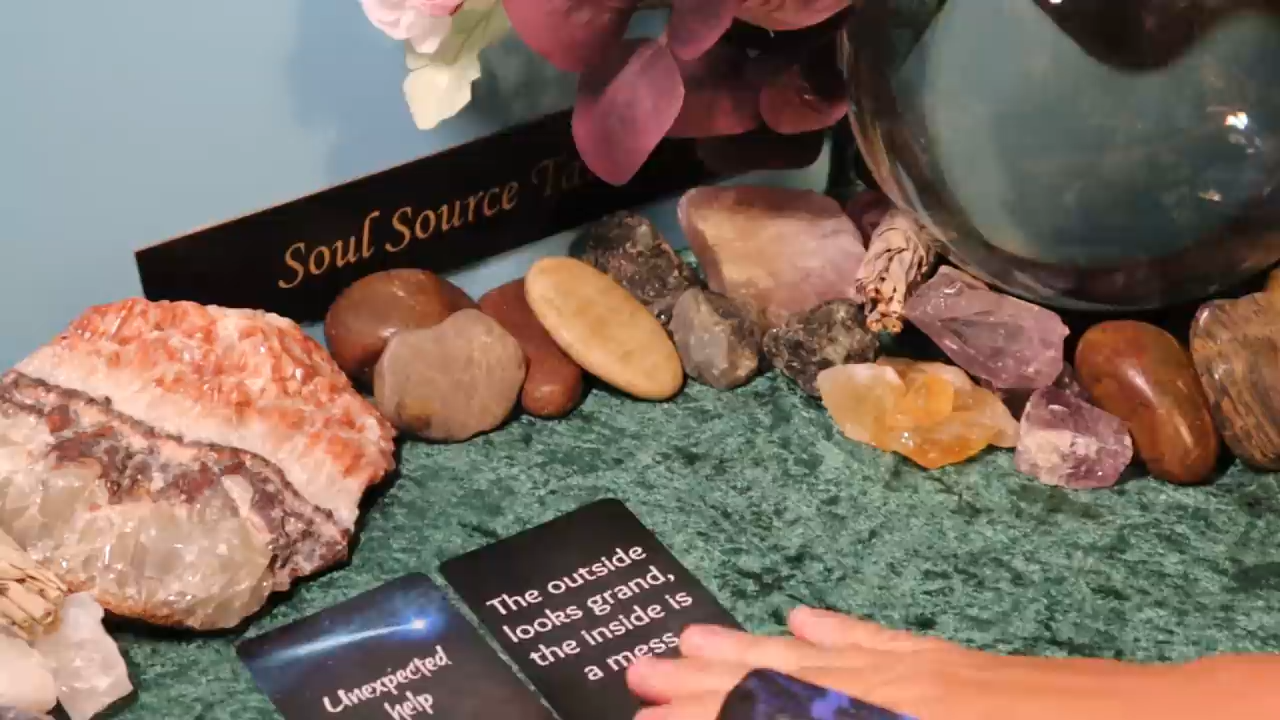 Soul Source
The outside
looks grand,
the inside is
a mess.
Unexpected
help